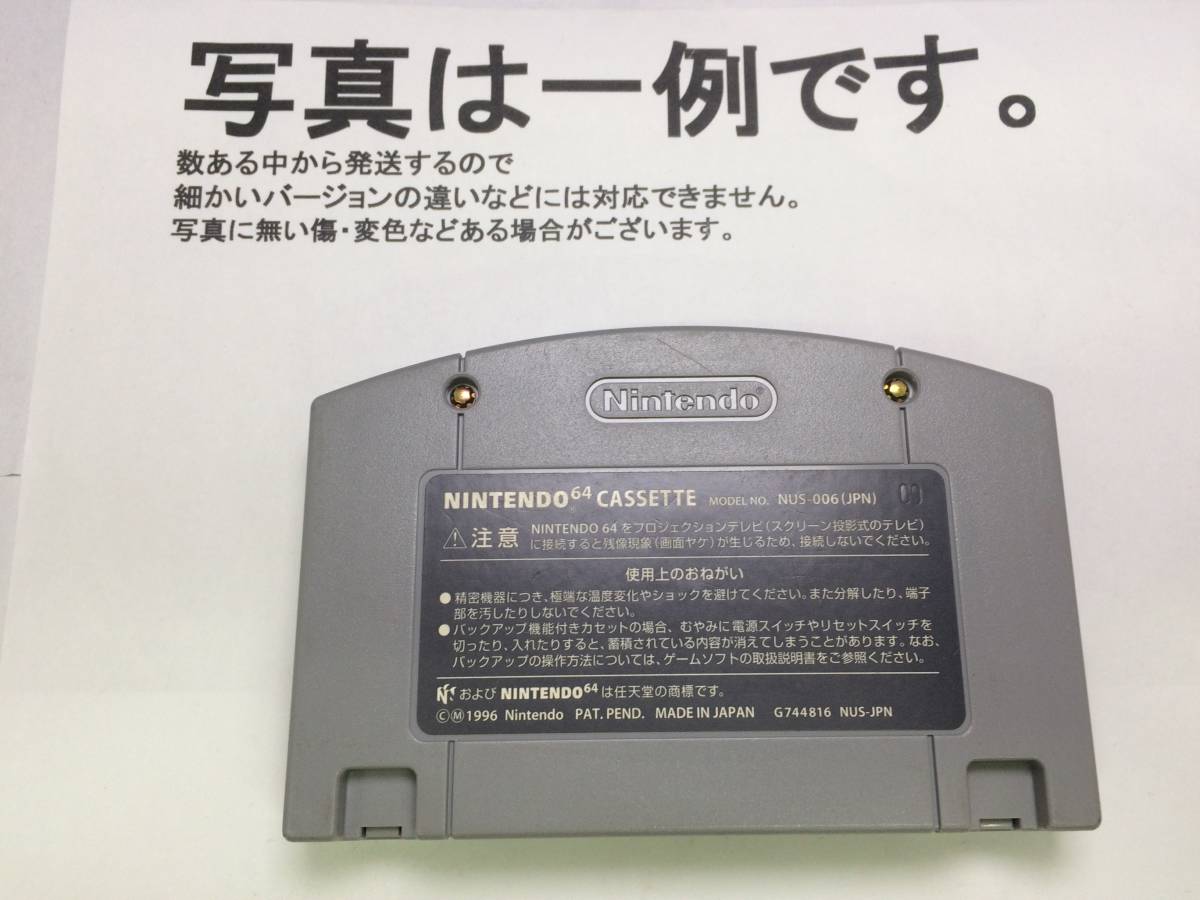 写真は一例です。
数ある中から発送するので
細かいバージョンの違いなどには対応できません。
写真に無い傷・変色などある場合がございます。
Nintendo®
NINTENDO64 CASSETTE MODEL NO. NUS-006(JPN) 09
注意 NINTENDO 64 をプロジェクションテレビ(スクリーン投影式のテレビ)
に接続すると残像現象(画面ヤケ)が生じるため、接続しないでください。
使用上のおねがい
●精密機器につき、極端な温度変化やショックを避けてください。また分解したり、端子
部を汚したりしないでください。
●バックアップ機能付きカセットの場合、むやみに電源スイッチやリセットスイッチを
切ったり、入れたりすると、蓄積されている内容が消えてしまうことがあります。なお、
バックアップの操作方法については、ゲームソフトの取扱説明書をご参照ください。
および NINTENDO64 は任天堂の商標です。
©Ⓜ1996 Nintendo PAT. PEND. MADE IN JAPAN G744816 NUS-JPN